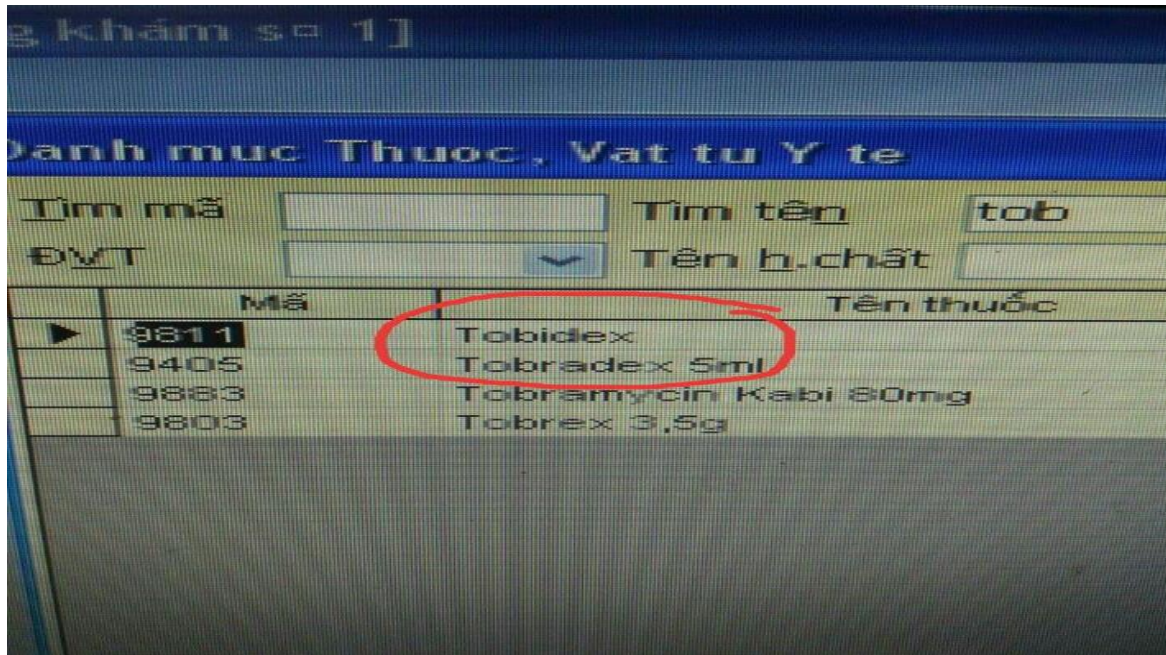 g khám s¤ 1]
Danh muc Thuoc, Vat tu Y te
Tìm mã Tìm tên tob
ĐVT Tên h.chất
Mã Tên thuốc
9811 Tobidex
9405 Tobradex 5ml
9883 Tobramycin Kabi 80mg
9803 Tobrex 3,5g